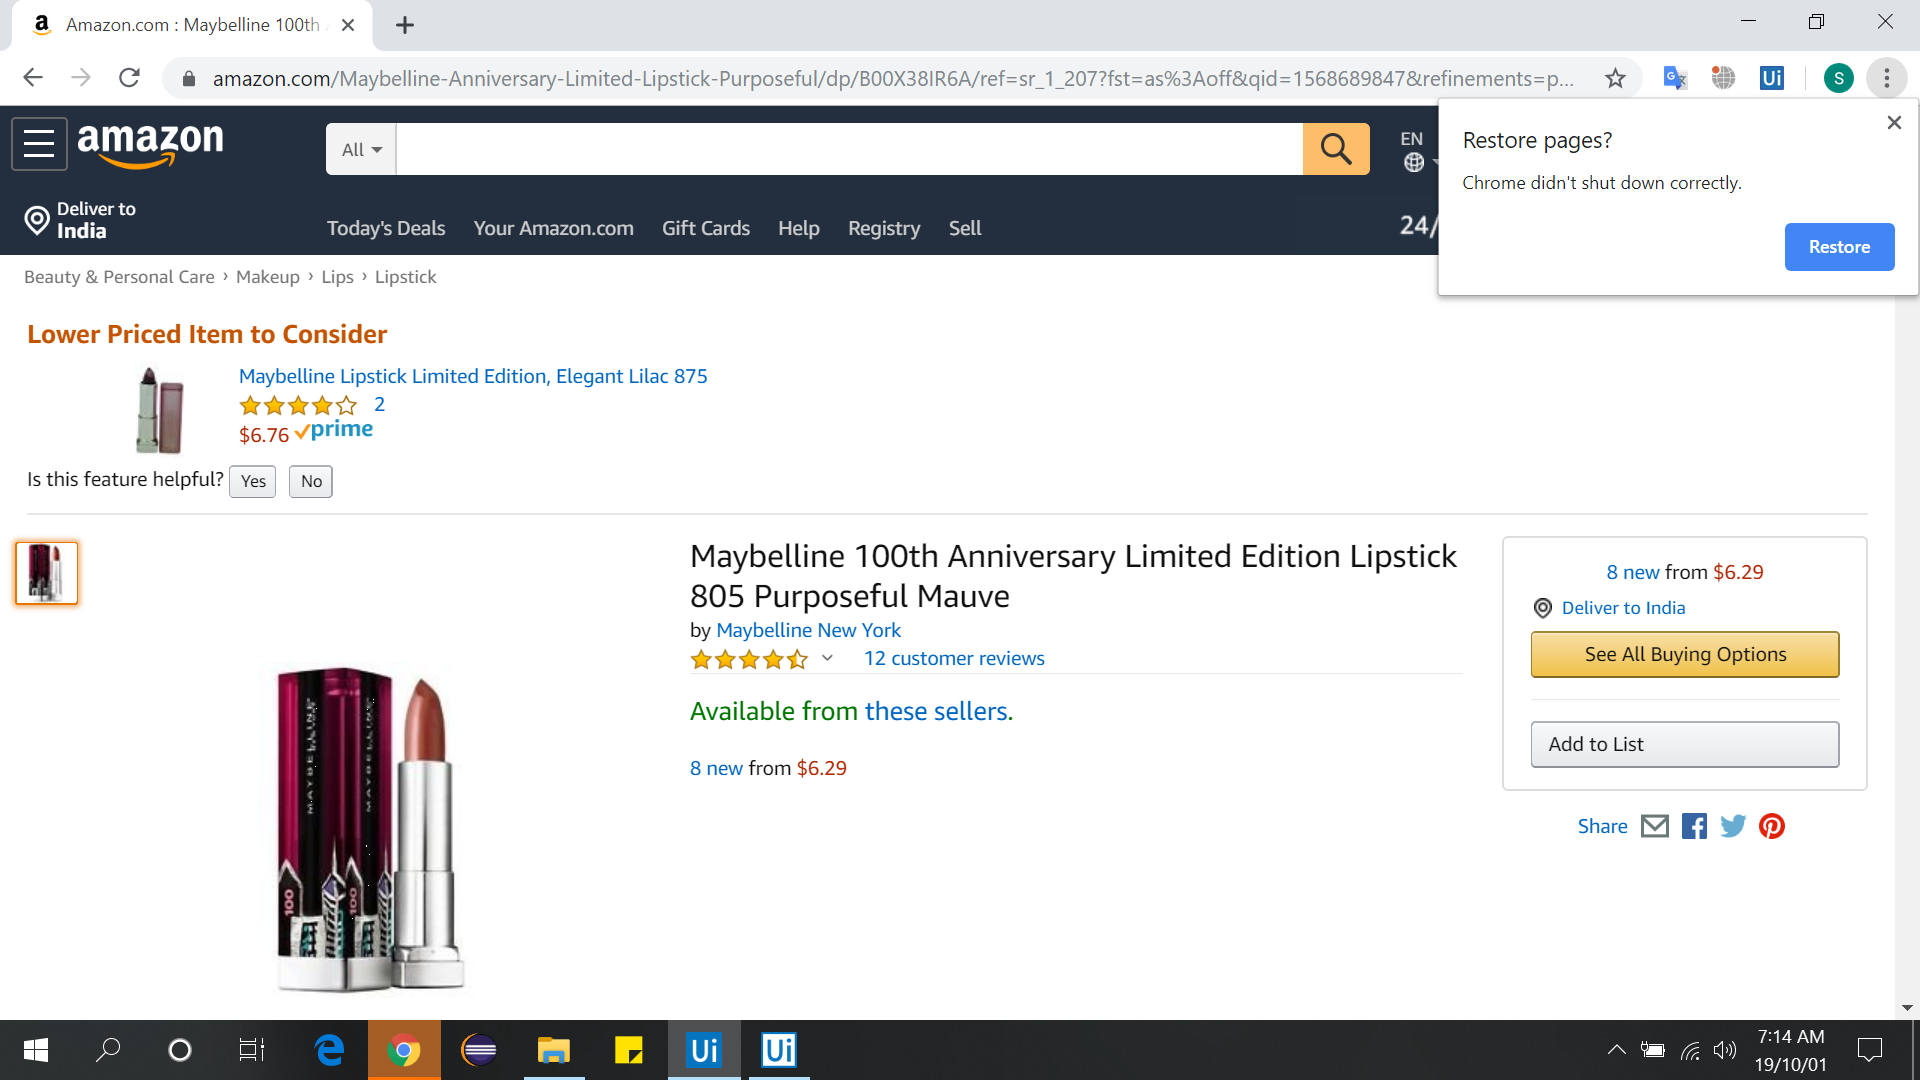 Amazon.com : Maybelline 100th
amazon.com/Maybelline-Anniversary-Limited-Lipstick-Purposeful/dp/B00X38IR6A/ref=sr_1_207?fst=as%3Aoff&qid=1568689847&refinements=p...
Ui
S
Restore pages?
Chrome didn't shut down correctly.
Restore
amazon
All
EN
Deliver to
India
Today's Deals
Your Amazon.com
Gift Cards
Help
Registry
Sell
24/
Beauty & Personal Care › Makeup › Lips › Lipstick
Lower Priced Item to Consider
Maybelline Lipstick Limited Edition, Elegant Lilac 875
2
$6.76 prime
Is this feature helpful? Yes No
Maybelline 100th Anniversary Limited Edition Lipstick
805 Purposeful Mauve
by Maybelline New York
12 customer reviews
Available from these sellers.
8 new from $6.29
8 new from $6.29
Deliver to India
See All Buying Options
Add to List
Share
MAYBELLINE
MAYBELLINE
100
100
Ui
Ui
7:14 AM
19/10/01